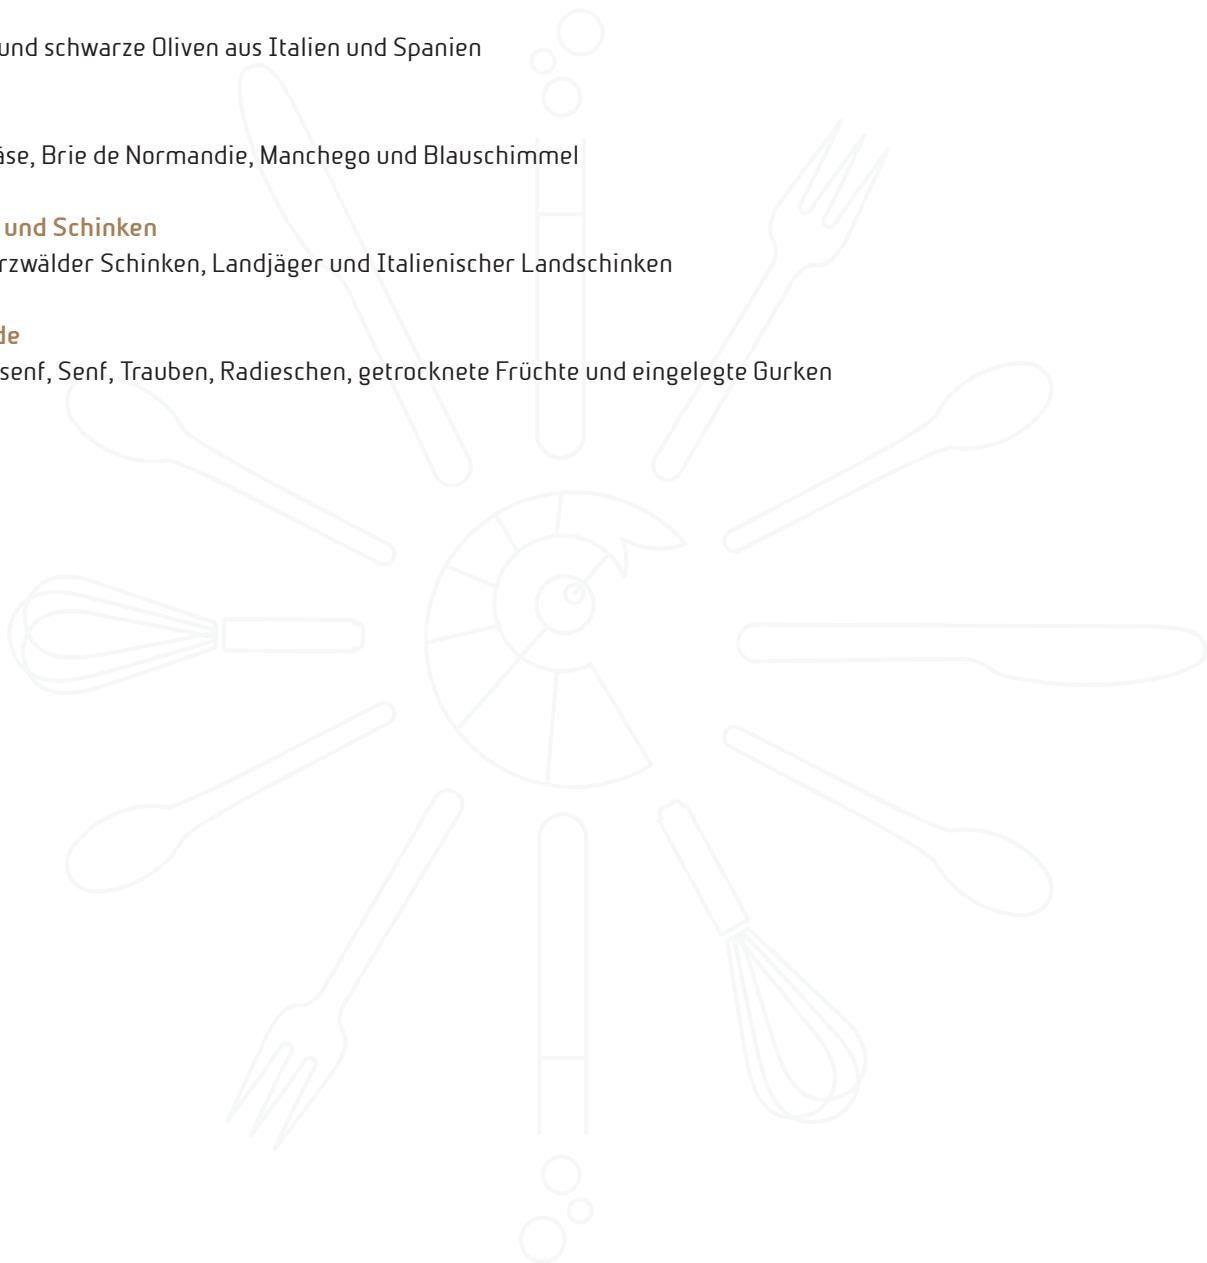 und schwarze Oliven aus Italien und Spanien
äse, Brie de Normandie, Manchego und Blauschimmel
und Schinken
rzwälder Schinken, Landjäger und Italienischer Landschinken
de
senf, Senf, Trauben, Radieschen, getrocknete Früchte und eingelegte Gurken